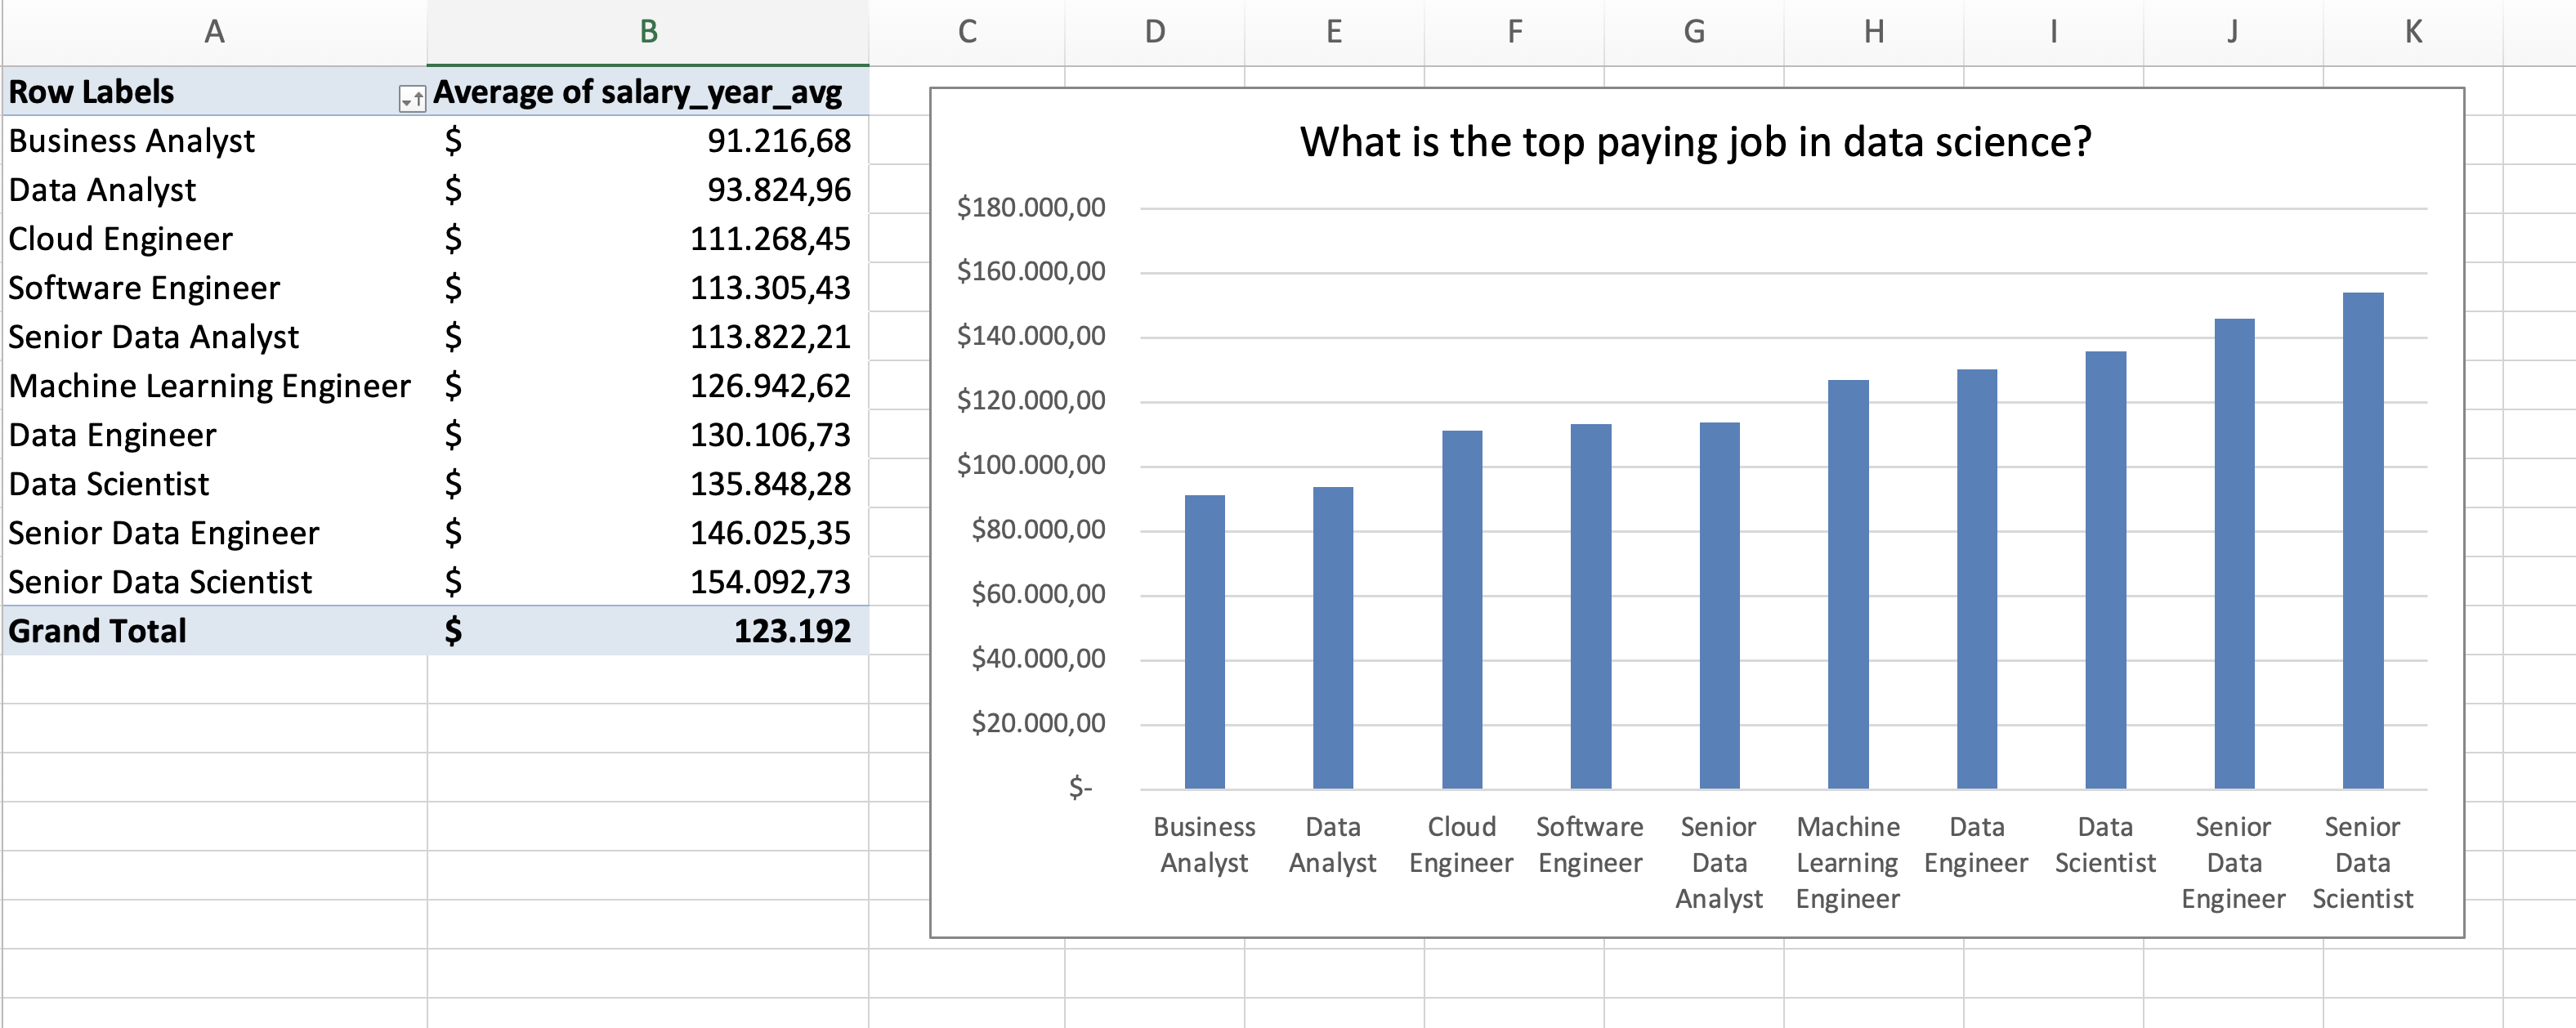 A B C D E F G H I J K
Row Labels Average of salary_year_avg
Business Analyst $ 91.216,68
Data Analyst $ 93.824,96
Cloud Engineer $ 111.268,45
Software Engineer $ 113.305,43
Senior Data Analyst $ 113.822,21
Machine Learning Engineer $ 126.942,62
Data Engineer $ 130.106,73
Data Scientist $ 135.848,28
Senior Data Engineer $ 146.025,35
Senior Data Scientist $ 154.092,73
Grand Total $ 123.192
What is the top paying job in data science?
$180.000,00
$160.000,00
$140.000,00
$120.000,00
$100.000,00
$80.000,00
$60.000,00
$40.000,00
$20.000,00
$-
Business
Analyst
Data
Analyst
Cloud
Engineer
Software
Engineer
Senior
Data
Analyst
Machine
Learning
Engineer
Data
Engineer
Data
Scientist
Senior
Data
Engineer
Senior
Data
Scientist